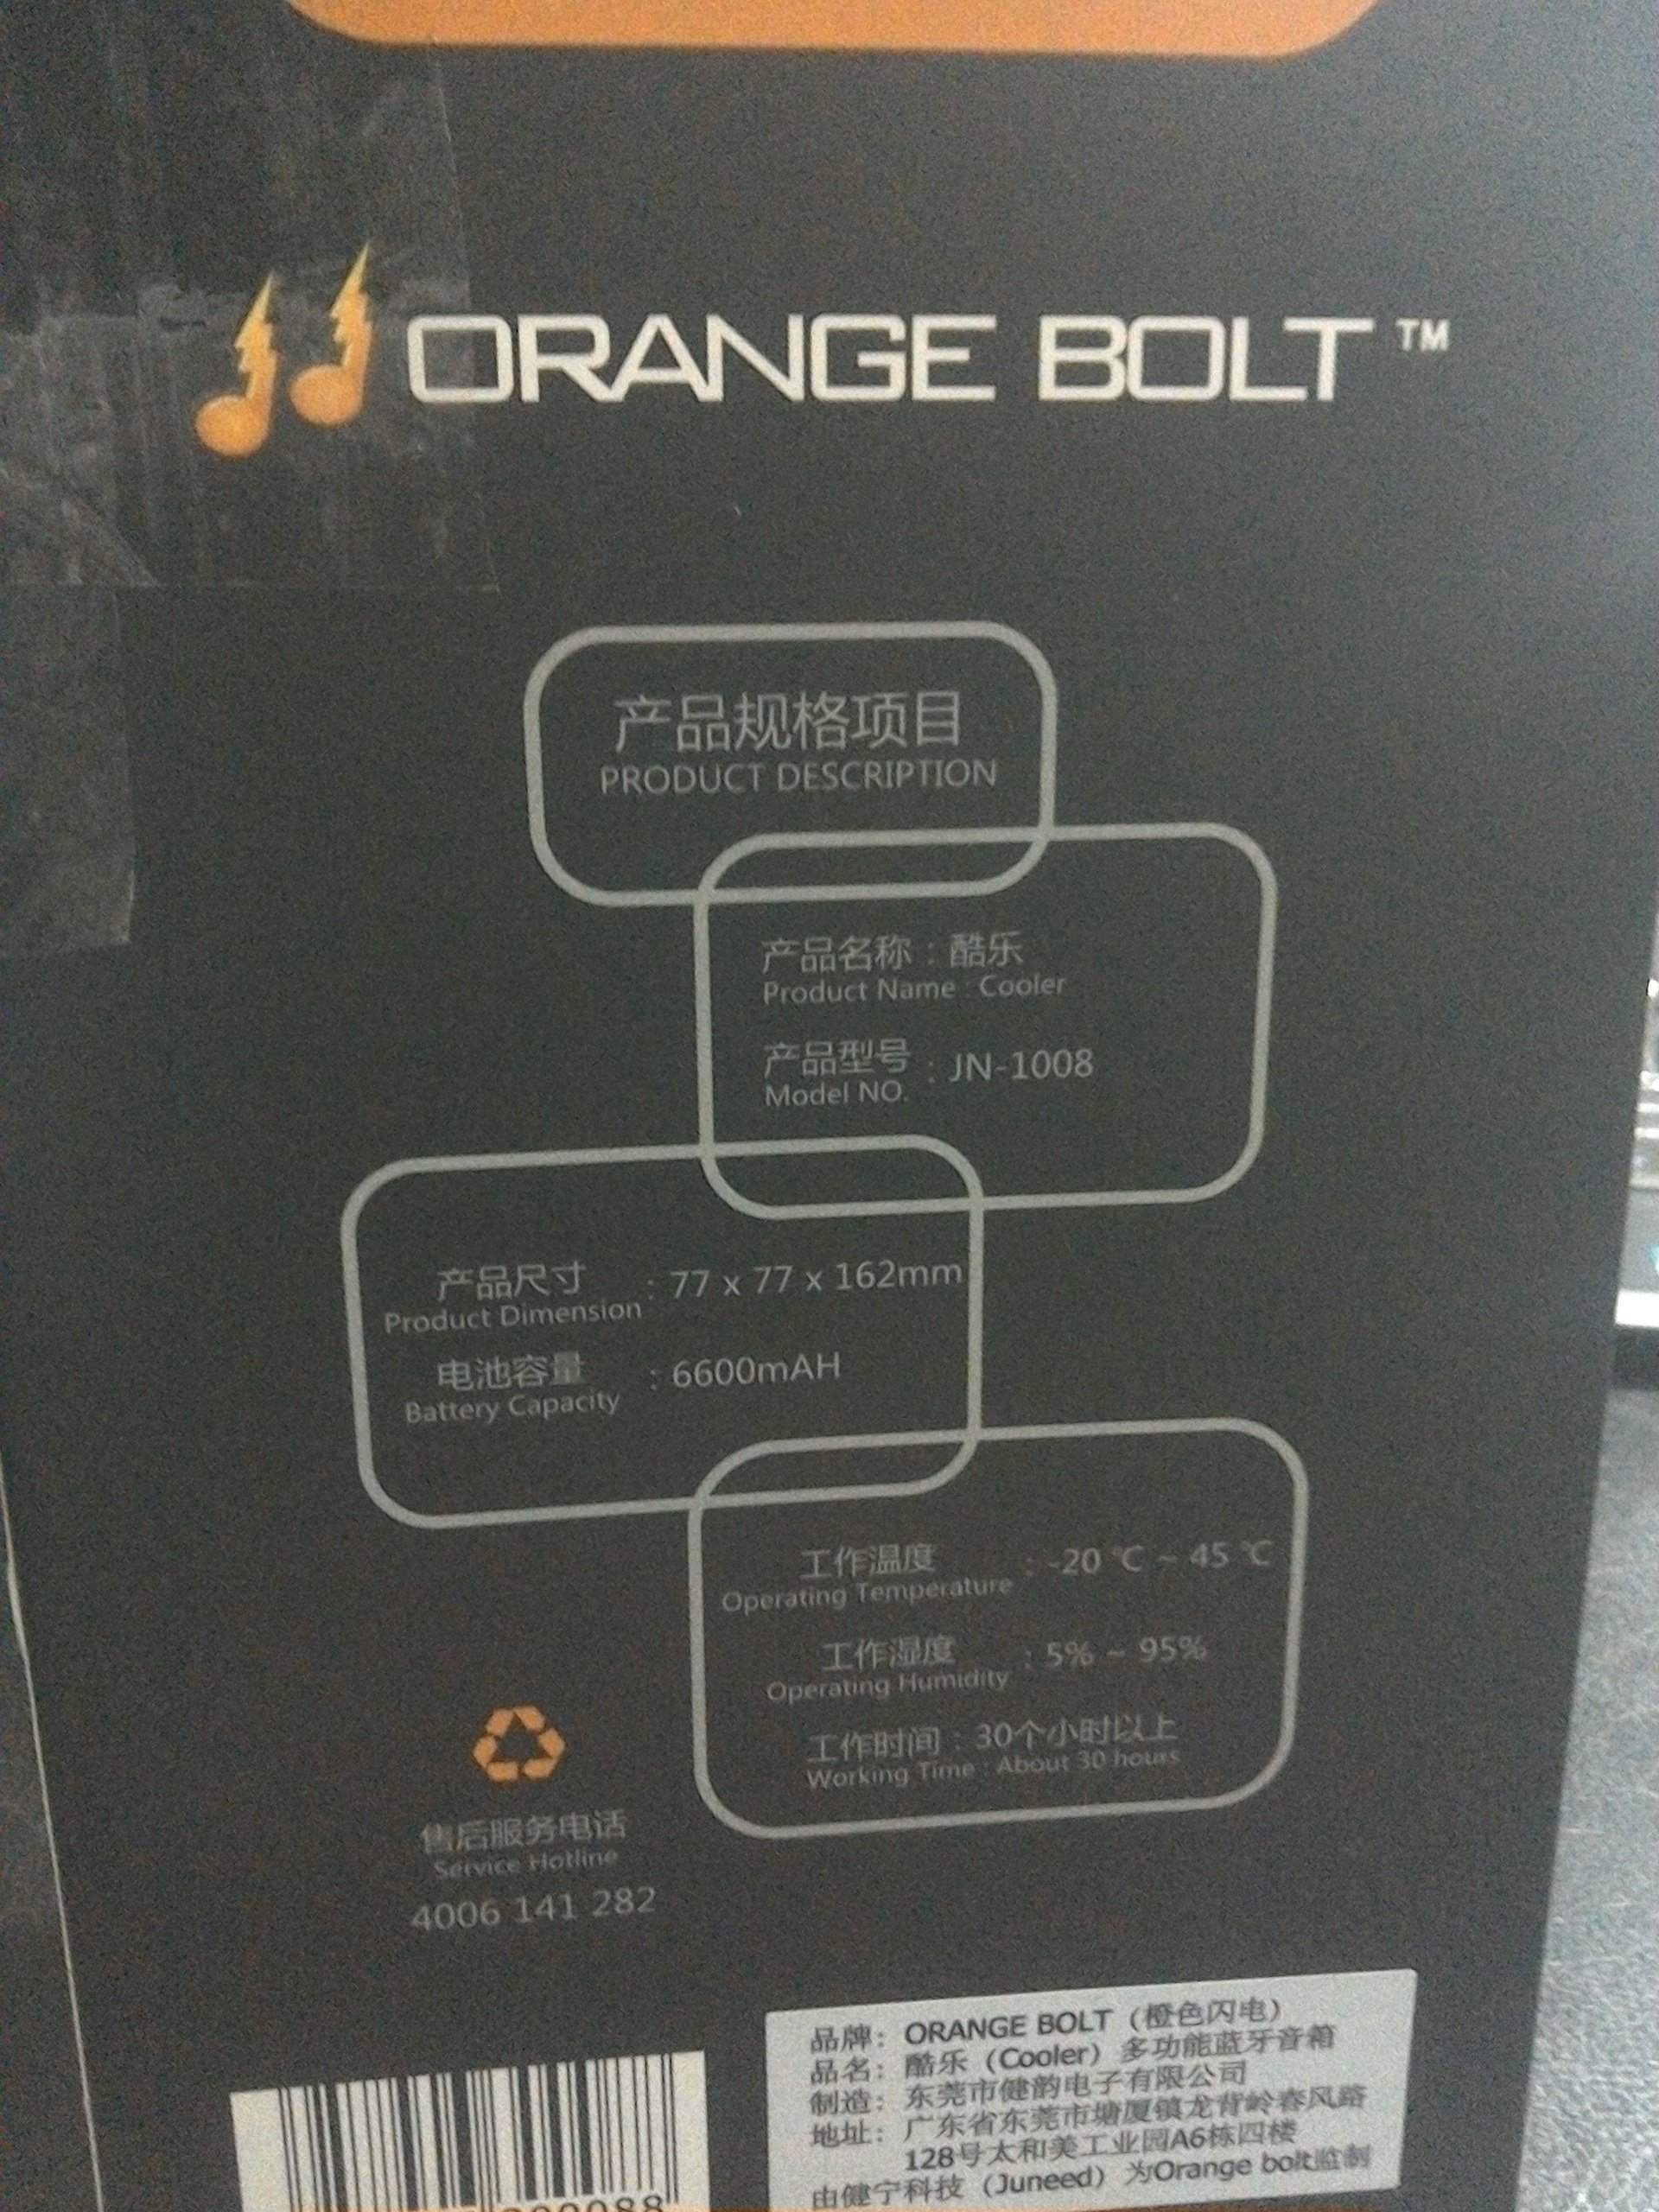 ORANGE BOLT™
产品规格项目
PRODUCT DESCRIPTION
产品名称：酷乐
Product Name : Cooler
产品型号 : JN-1008
Model NO.
产品尺寸 : 77 x 77 x 162mm
Product Dimension
电池容量 : 6600mAH
Battery Capacity
工作温度 : -20 ℃ ~ 45 ℃
Operating Temperature
工作湿度 : 5% ~ 95%
Operating Humidity
工作时间：30个小时以上
Working Time : About 30 hours
售后服务电话
Service Hotline
4006 141 282
品牌：ORANGE BOLT（橙色闪电）
品名：酷乐（Cooler）多功能蓝牙音箱
制造：东莞市健韵电子有限公司
地址：广东省东莞市塘厦镇龙背岭春风路
128号太和美工业园A6栋四楼
由健宁科技（Juneed）为Orange bolt监制